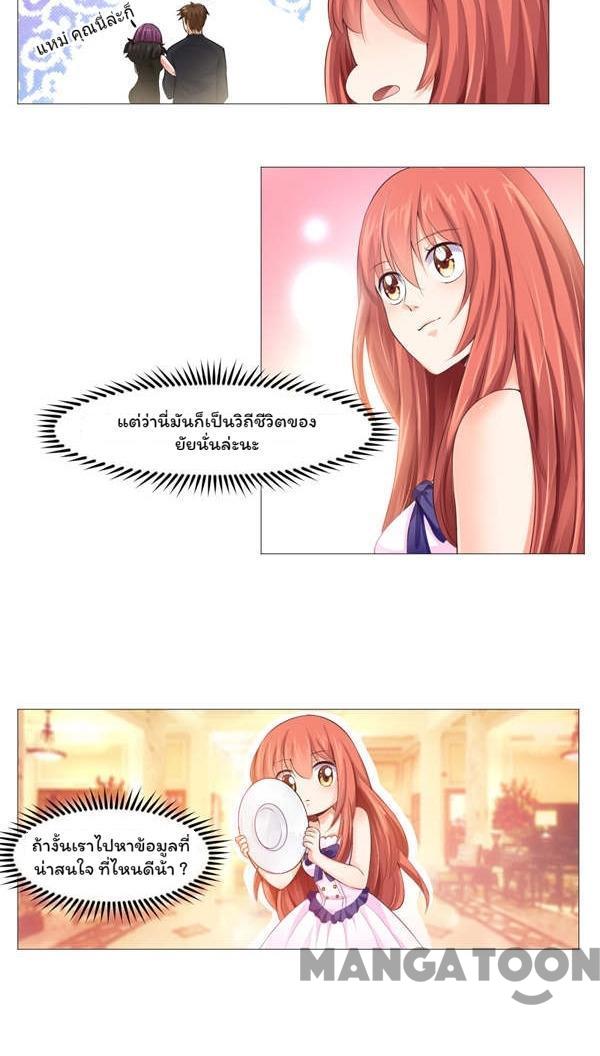 แหม่ คุณนี่ล่ะก็
แต่ว่านี่มันก็เป็นวิถีชีวิตของ
ยัยนั่นล่ะนะ
ถ้างั้นเราไปหาข้อมูลที่
น่าสนใจ ที่ไหนดีน้า ?
MANGATOON